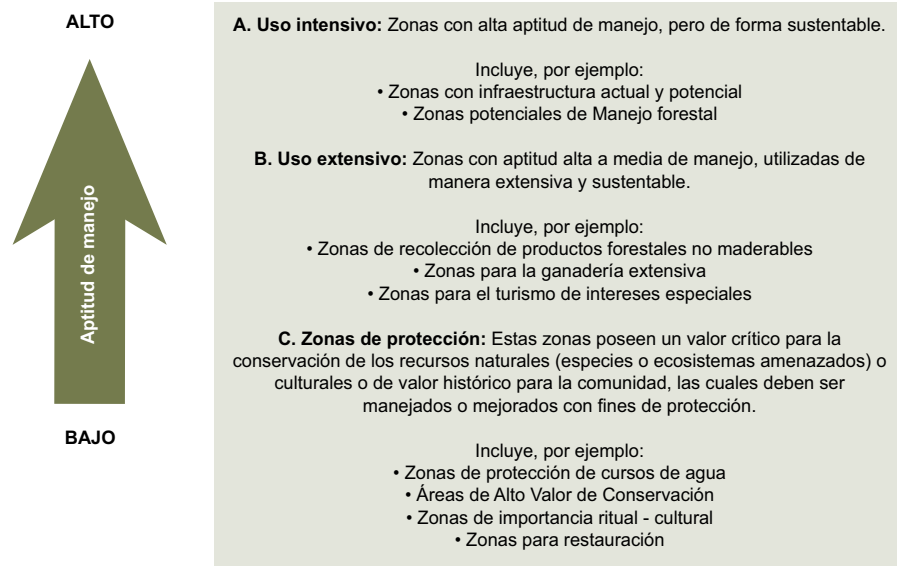 ALTO
Aptitud de manejo
BAJO
A. Uso intensivo: Zonas con alta aptitud de manejo, pero de forma sustentable.
Incluye, por ejemplo:
• Zonas con infraestructura actual y potencial
• Zonas potenciales de Manejo forestal
B. Uso extensivo: Zonas con aptitud alta a media de manejo, utilizadas de
manera extensiva y sustentable.
Incluye, por ejemplo:
• Zonas de recolección de productos forestales no maderables
• Zonas para la ganadería extensiva
• Zonas para el turismo de intereses especiales
C. Zonas de protección: Estas zonas poseen un valor crítico para la
conservación de los recursos naturales (especies o ecosistemas amenazados) o
culturales o de valor histórico para la comunidad, las cuales deben ser
manejados o mejorados con fines de protección.
Incluye, por ejemplo:
• Zonas de protección de cursos de agua
• Áreas de Alto Valor de Conservación
• Zonas de importancia ritual - cultural
• Zonas para restauración